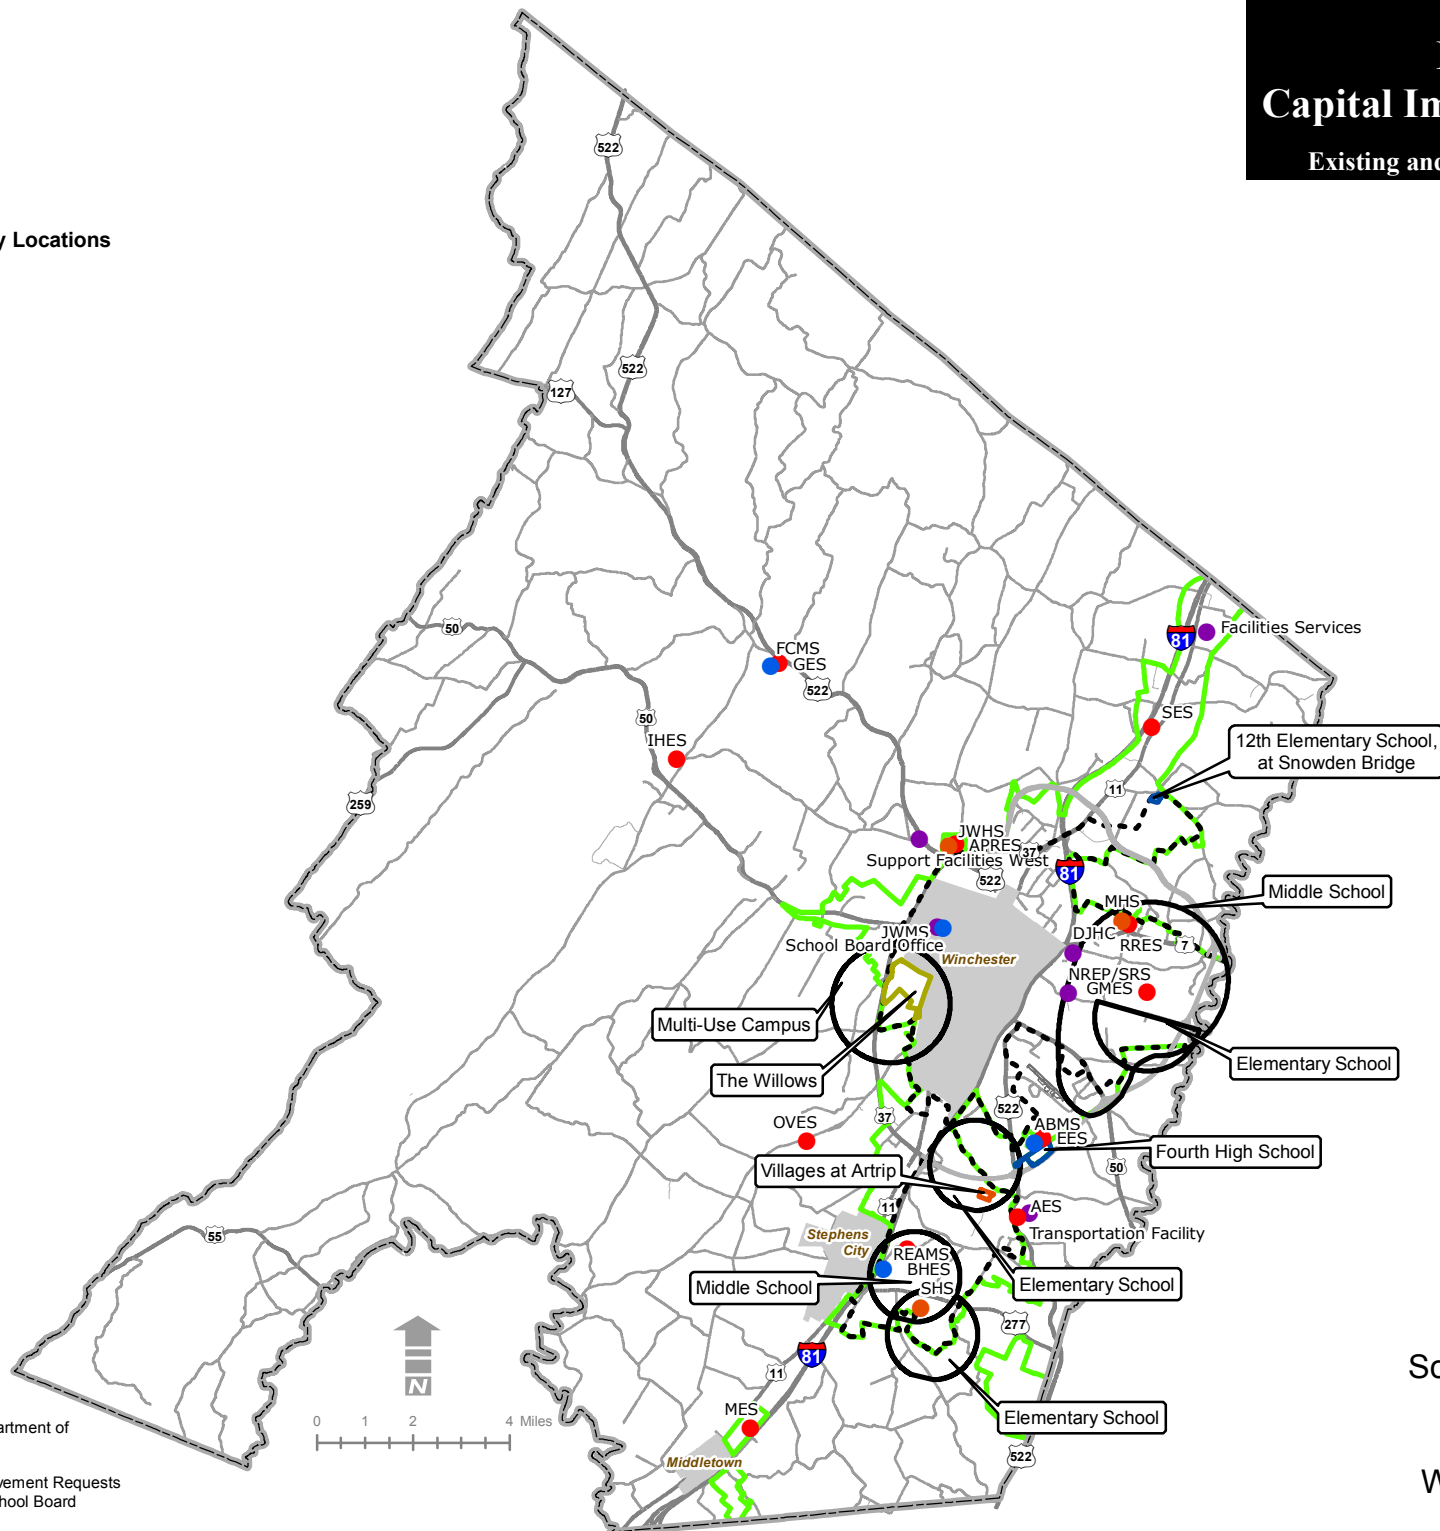 Capital Im
Existing and
y Locations
522
522
127
50
81
Facilities Services
FCMS
GES
522
50
SES
IHES
12th Elementary School,
at Snowden Bridge
11
259
JWHS
APRES
37
Support Facilities West
522
81
Middle School
MHS
JWMS
DJHC
RRES
7
School Board Office
Winchester
NREP/SRS
GMES
Multi-Use Campus
Elementary School
The Willows
522
37
OVES
ABMS
EES
Fourth High School
Villages at Artrip
50
11
AES
Transportation Facility
55
Stephens
City
REAMS
BHES
Middle School
SHS
Elementary School
277
81
11
N
0 1 2 4 Miles
MES
Elementary School
Middletown
522
artment of
vement Requests
hool Board
Sc
W